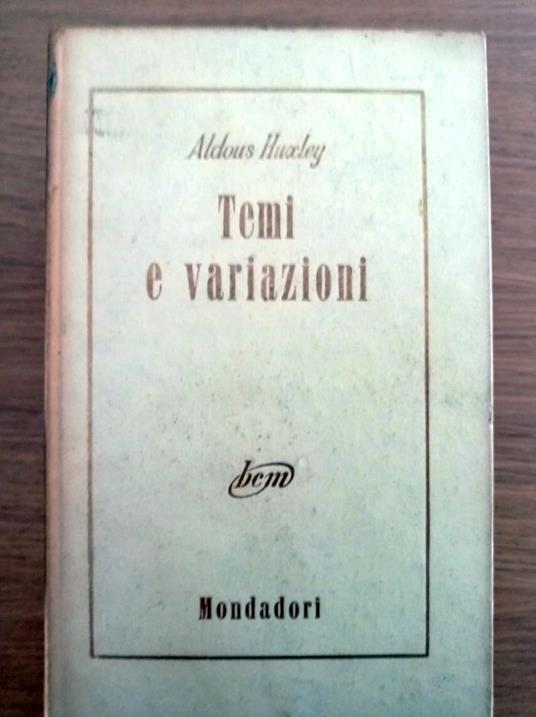 Aldous Huxley
Temi
e variazioni
bcm
Mondadori